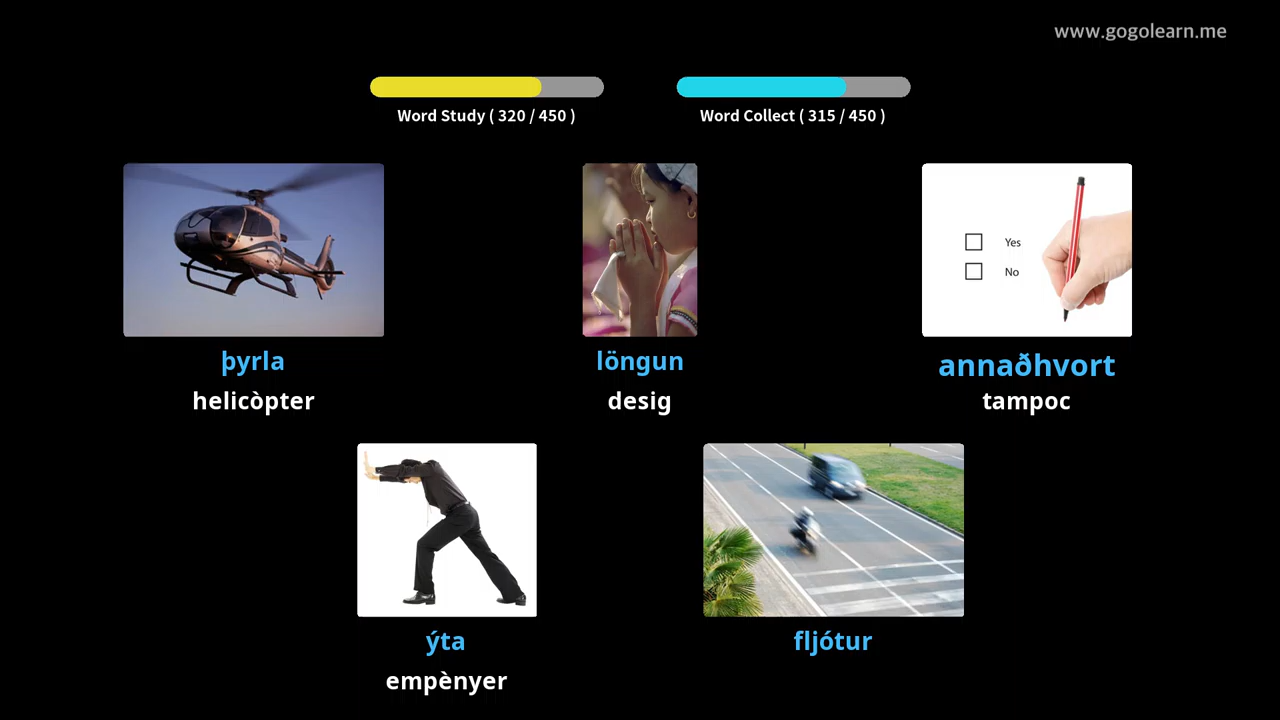 www.gogolearn.me
Word Study ( 320 / 450 )
Word Collect ( 315 / 450 )
Yes
No
þyrla
löngun
annaðhvort
helicòpter
desig
tampoc
ýta
fljótur
empènyer